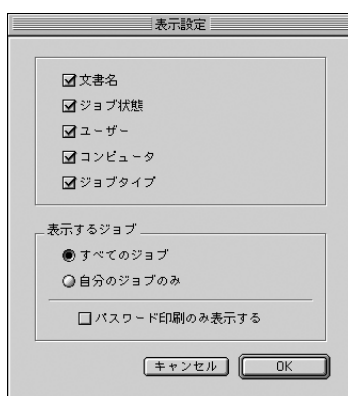 表示設定
文書名
ジョブ状態
ユーザー
コンピュータ
ジョブタイプ
表示するジョブ
すべてのジョブ
自分のジョブのみ
パスワード印刷のみ表示する
キャンセル OK